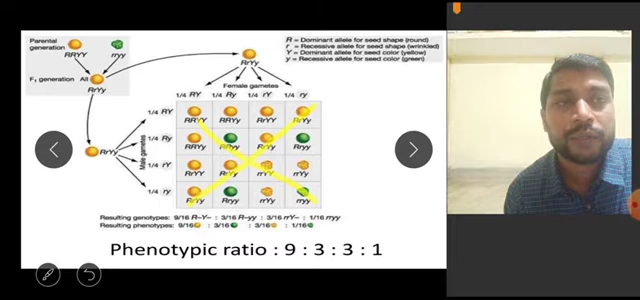 Parental generation
RRYY rryy
R = Dominant allele for seed shape (round)
r = Recessive allele for seed shape (wrinkled)
Y = Dominant allele for seed color (yellow)
y = Recessive allele for seed color (green)
F₁ generation All
RrYy
RrYy
Female gametes
1/4 RY 1/4 Ry 1/4 rY 1/4 ry
Male gametes
RrYy
1/4 RY
RRYY RRYy RrYY RrYy
1/4 Ry
RRYy RRyy RrYy Rryy
1/4 rY
RrYY RrYy rrYY rrYy
1/4 ry
RrYy Rryy rrYy rryy
Resulting genotypes: 9/16 R–Y– : 3/16 R–yy : 3/16 rrY– : 1/16 rryy
Resulting phenotypes: 9/16 : 3/16 : 3/16 : 1/16
Phenotypic ratio : 9 : 3 : 3 : 1